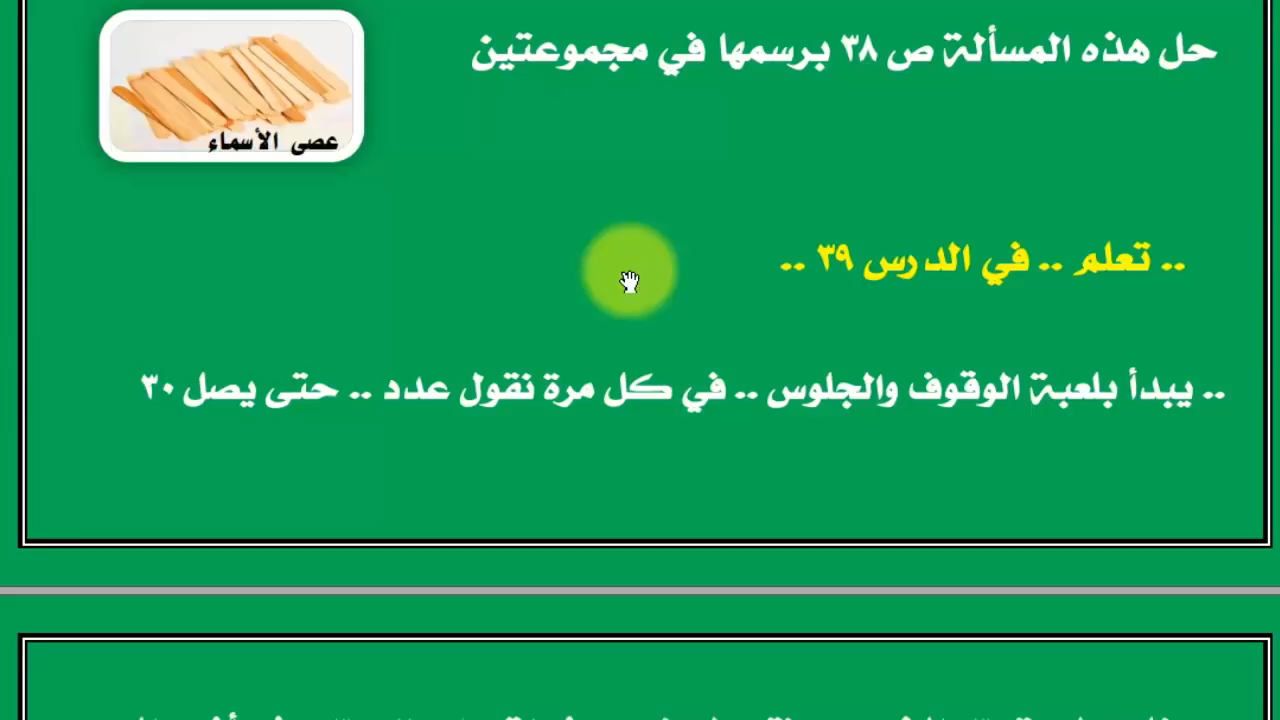 حل هذه المسألة ص ٣٨ برسمها في مجموعتين
عصى الأسماء
.. تعلم .. في الدرس ٣٩ ..
.. يبدأ بلعبة الوقوف والجلوس .. في كل مرة نقول عدد .. حتى يصل ٣٠